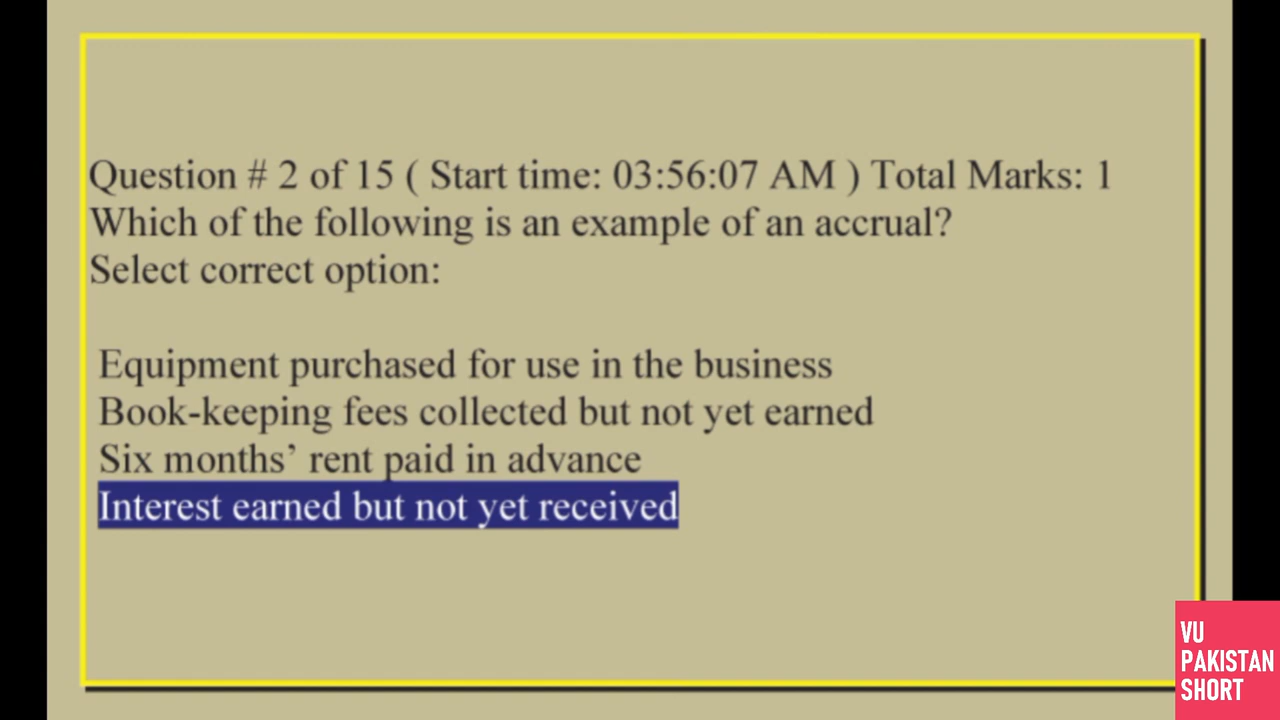 Question # 2 of 15 ( Start time: 03:56:07 AM ) Total Marks: 1
Which of the following is an example of an accrual?
Select correct option:
Equipment purchased for use in the business
Book-keeping fees collected but not yet earned
Six months’ rent paid in advance
Interest earned but not yet received
VU
PAKISTAN
SHORT